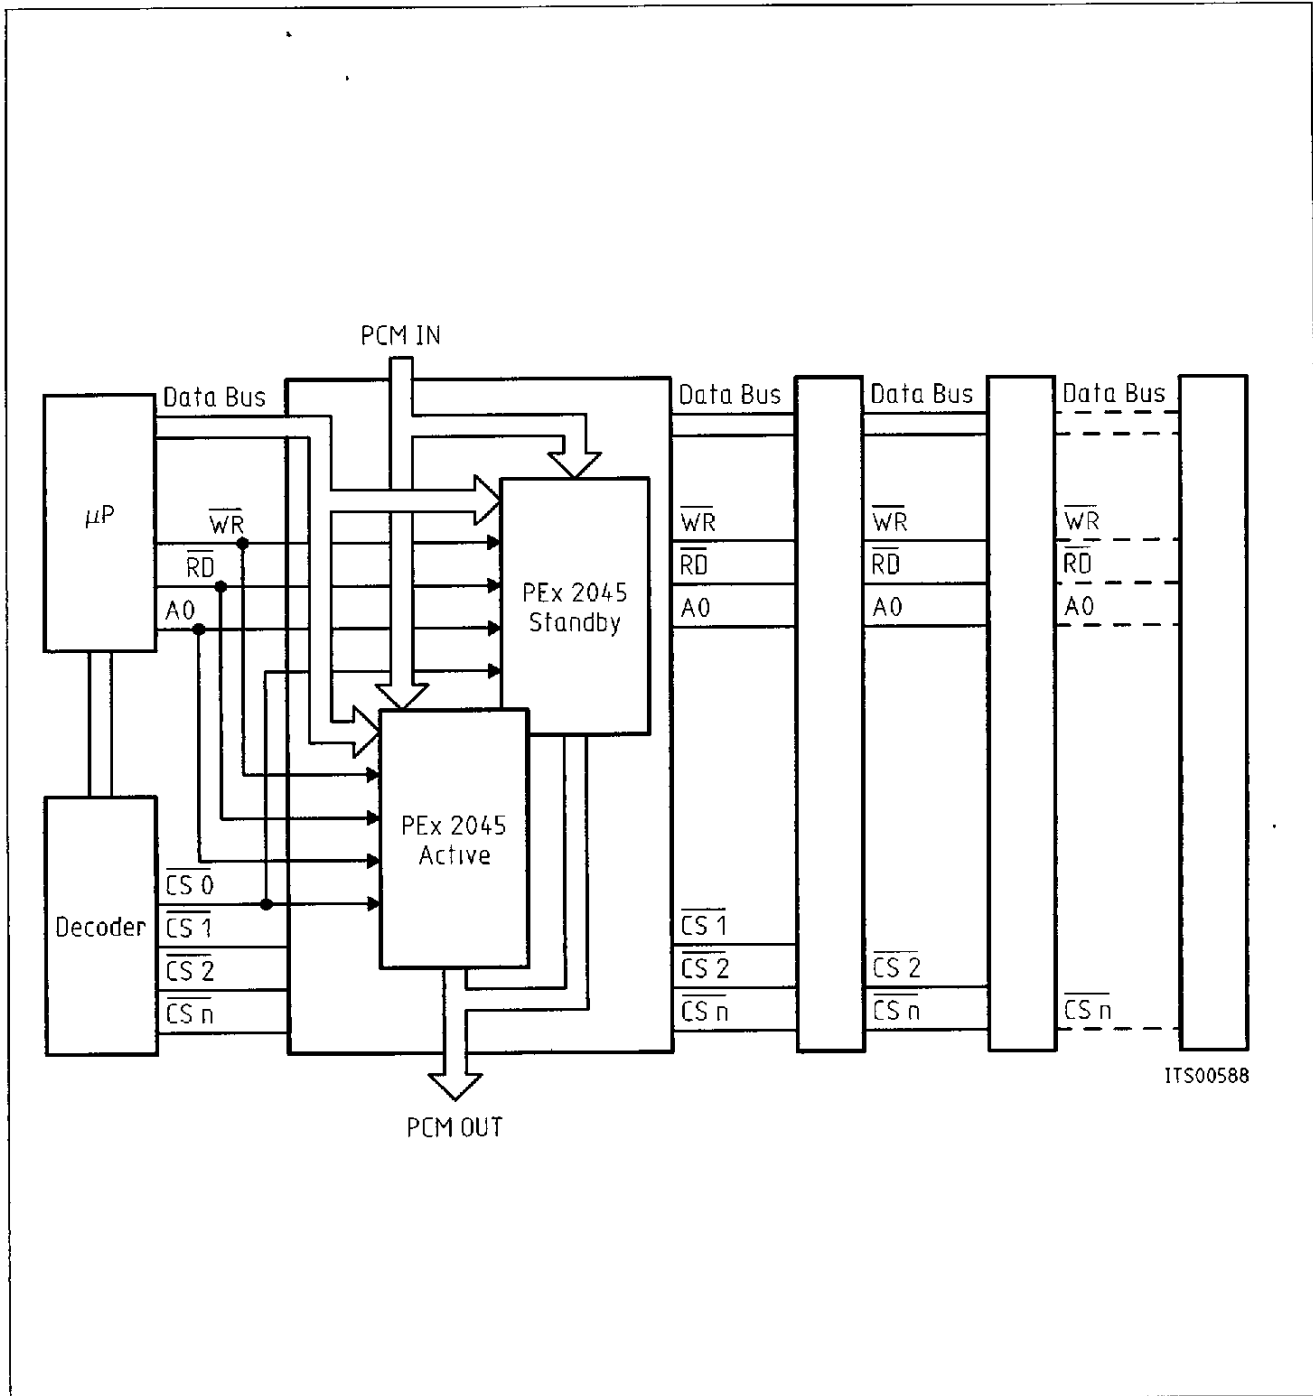 PCM IN
Data Bus
Data Bus
Data Bus
Data Bus
µP
WR
WR
WR
WR
RD
RD
RD
RD
A0
A0
A0
A0
PEx 2045
Standby
PEx 2045
Active
Decoder
CS 0
CS 1
CS 1
CS 2
CS 2
CS 2
CS n
CS n
CS n
CS n
ITS00588
PCM OUT